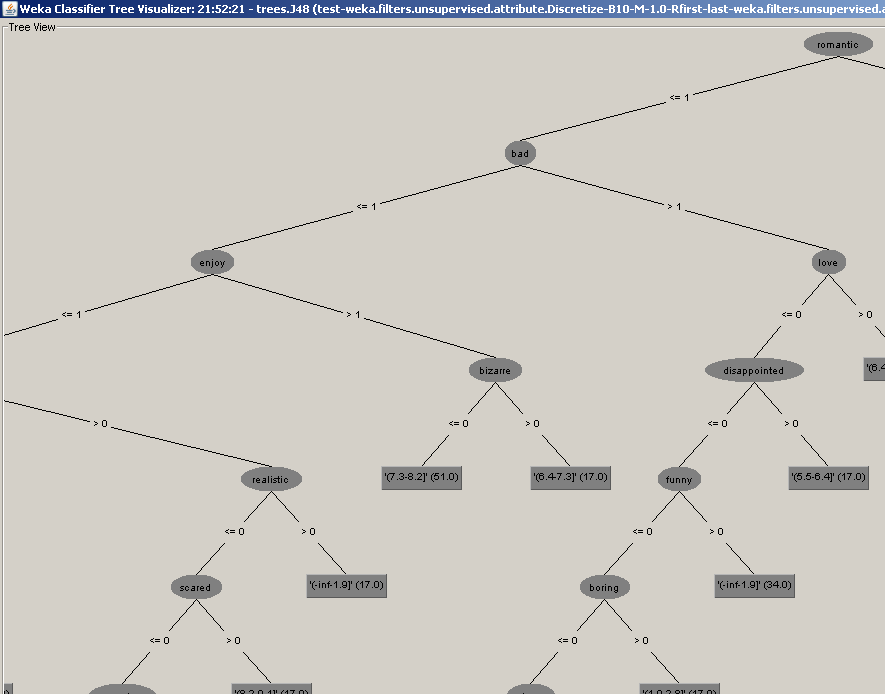 Weka Classifier Tree Visualizer: 21:52:21 - trees.J48 (test-weka.filters.unsupervised.attribute.Discretize-B10-M-1.0-Rfirst-last-weka.filters.unsupervised.a
Tree View
romantic
<= 1
bad
<= 1 > 1
enjoy love
<= 1 > 1 <= 0 > 0
bizarre disappointed '(6.4
> 0 <= 0 > 0 <= 0 > 0
realistic '(7.3-8.2]' (51.0) '(6.4-7.3]' (17.0) funny '(5.5-6.4]' (17.0)
<= 0 > 0 <= 0 > 0
scared '(-inf-1.9]' (17.0) boring '(-inf-1.9]' (34.0)
<= 0 > 0 <= 0 > 0
'(8.2-9.1]' (17.0) '(1.9-2.8]' (17.0)